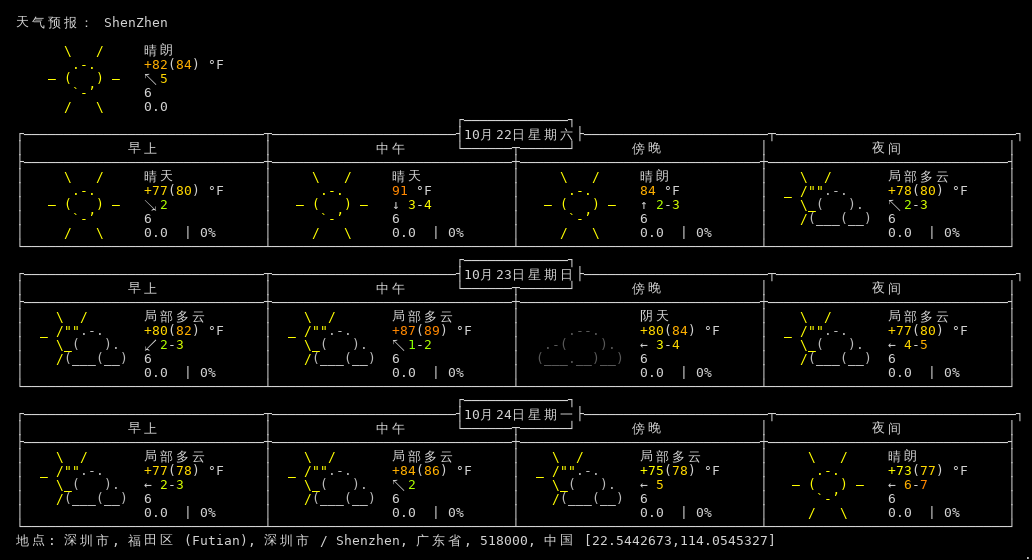 天气预报： ShenZhen
晴朗
+82(84) °F
↖5
6
0.0
10月22日星期六
早上 中午 傍晚 夜间
晴天 晴天 晴朗 局部多云
+77(80) °F 91 °F 84 °F +78(80) °F
↘2 ↓ 3-4 ↑ 2-3 ↖2-3
6 6 6 6
0.0 | 0% 0.0 | 0% 0.0 | 0% 0.0 | 0%
10月23日星期日
早上 中午 傍晚 夜间
局部多云 局部多云 阴天 局部多云
+80(82) °F +87(89) °F +80(84) °F +77(80) °F
↙2-3 ↖1-2 ← 3-4 ← 4-5
6 6 6 6
0.0 | 0% 0.0 | 0% 0.0 | 0% 0.0 | 0%
10月24日星期一
早上 中午 傍晚 夜间
局部多云 局部多云 局部多云 晴朗
+77(78) °F +84(86) °F +75(78) °F +73(77) °F
← 2-3 ↖2 ← 5 ← 6-7
6 6 6 6
0.0 | 0% 0.0 | 0% 0.0 | 0% 0.0 | 0%
地点: 深圳市, 福田区 (Futian), 深圳市 / Shenzhen, 广东省, 518000, 中国 [22.5442673,114.0545327]